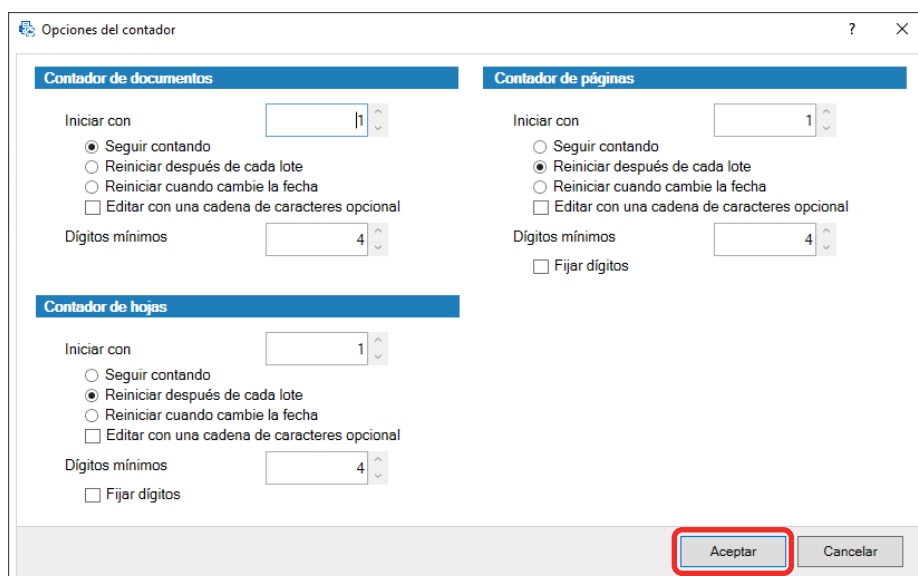 Opciones del contador
?
Contador de documentos
Iniciar con 1
Seguir contando
Reiniciar después de cada lote
Reiniciar cuando cambie la fecha
Editar con una cadena de caracteres opcional
Dígitos mínimos 4
Contador de páginas
Iniciar con 1
Seguir contando
Reiniciar después de cada lote
Reiniciar cuando cambie la fecha
Editar con una cadena de caracteres opcional
Dígitos mínimos 4
Fijar dígitos
Contador de hojas
Iniciar con 1
Seguir contando
Reiniciar después de cada lote
Reiniciar cuando cambie la fecha
Editar con una cadena de caracteres opcional
Dígitos mínimos 4
Fijar dígitos
Aceptar
Cancelar